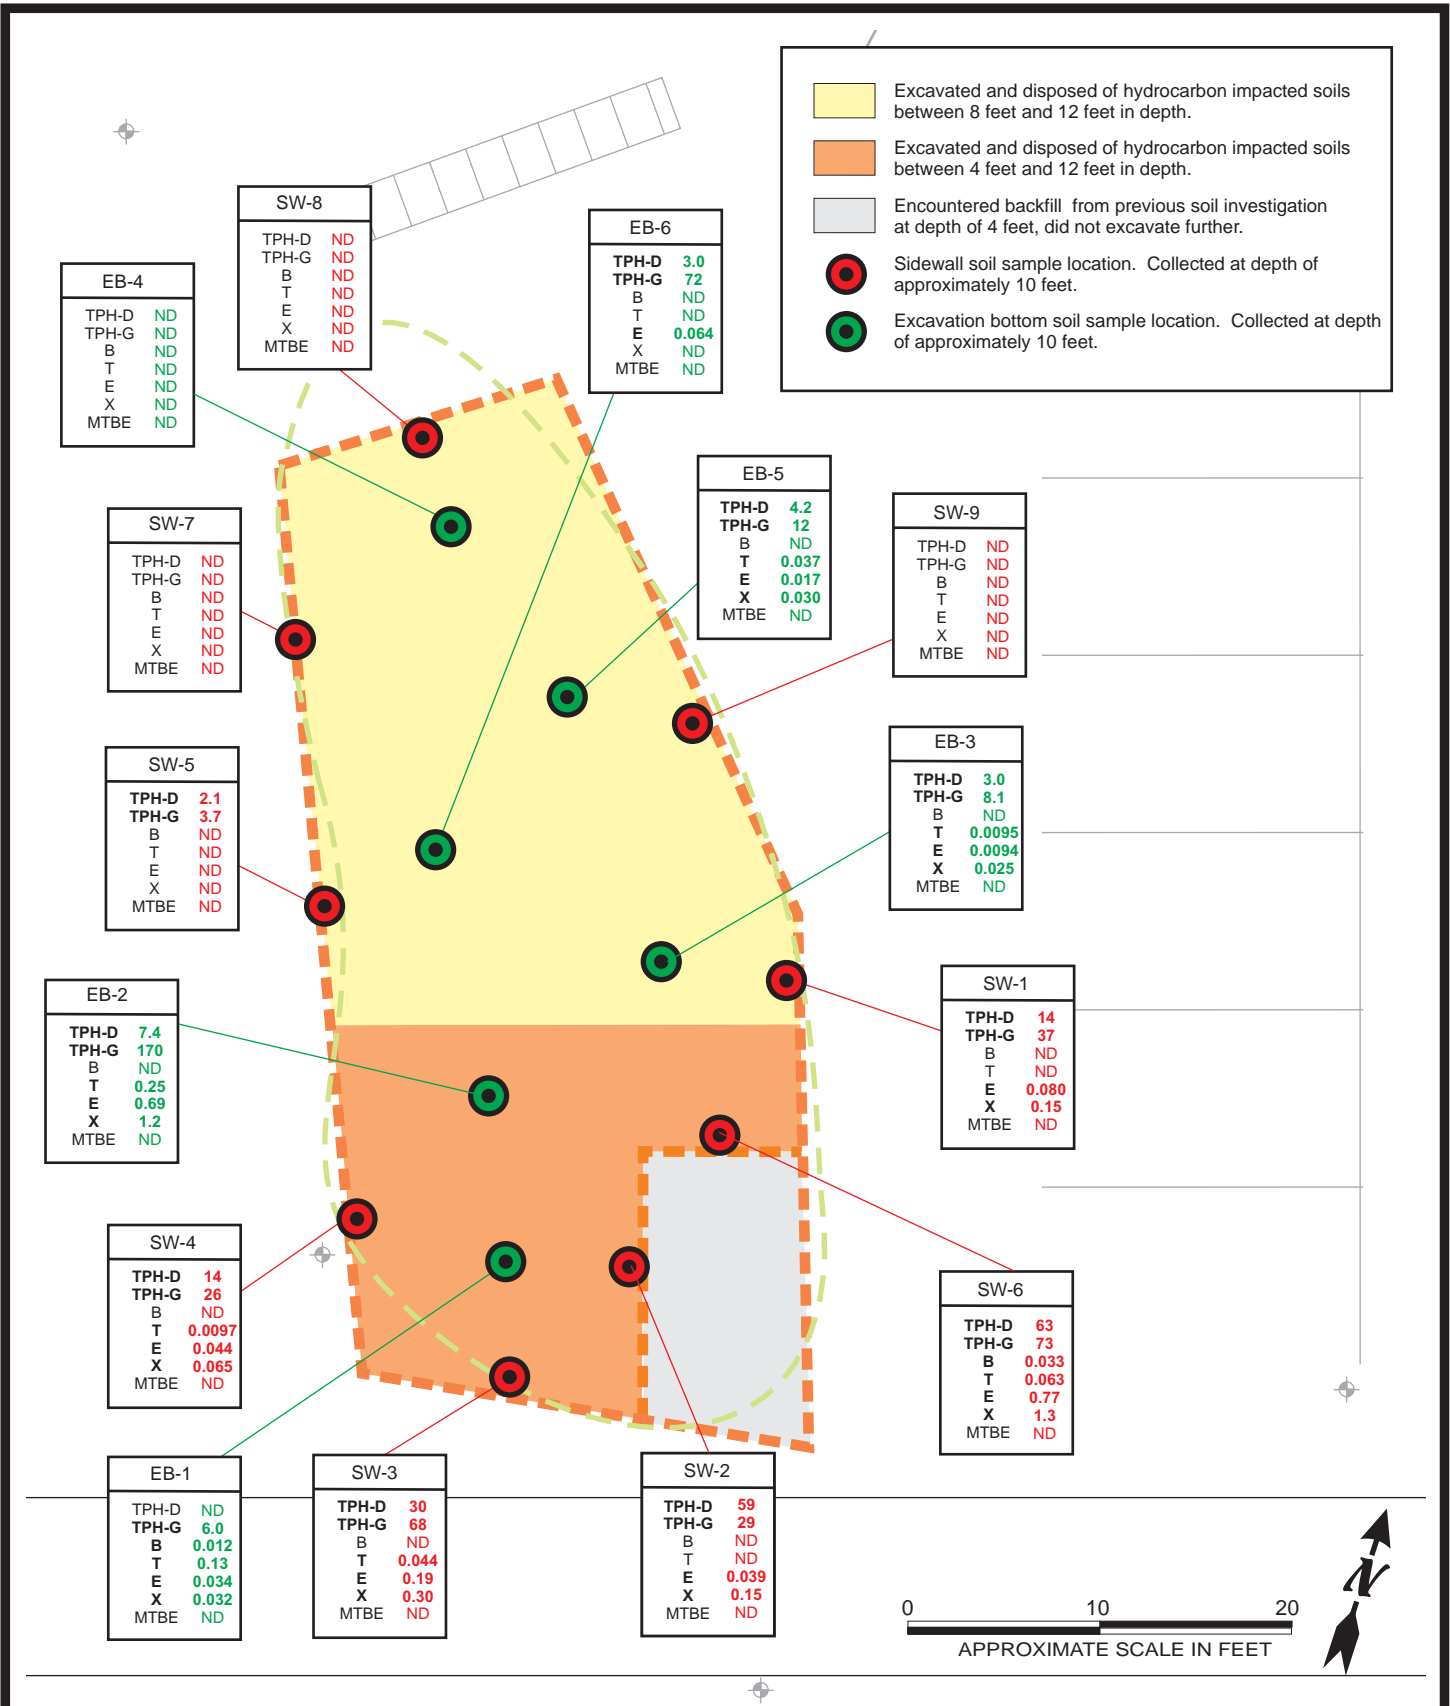 Excavated and disposed of hydrocarbon impacted soils
between 8 feet and 12 feet in depth.
Excavated and disposed of hydrocarbon impacted soils
between 4 feet and 12 feet in depth.
Encountered backfill from previous soil investigation
at depth of 4 feet, did not excavate further.
Sidewall soil sample location. Collected at depth of
approximately 10 feet.
Excavation bottom soil sample location. Collected at depth
of approximately 10 feet.
SW-8
TPH-D ND
TPH-G ND
B ND
T ND
E ND
X ND
MTBE ND
EB-6
TPH-D 3.0
TPH-G 72
B ND
T ND
E 0.064
X ND
MTBE ND
EB-4
TPH-D ND
TPH-G ND
B ND
T ND
E ND
X ND
MTBE ND
EB-5
TPH-D 4.2
TPH-G 12
B ND
T 0.037
E 0.017
X 0.030
MTBE ND
SW-9
TPH-D ND
TPH-G ND
B ND
T ND
E ND
X ND
MTBE ND
SW-7
TPH-D ND
TPH-G ND
B ND
T ND
E ND
X ND
MTBE ND
EB-3
TPH-D 3.0
TPH-G 8.1
B ND
T 0.0095
E 0.0094
X 0.025
MTBE ND
SW-5
TPH-D 2.1
TPH-G 3.7
B ND
T ND
E ND
X ND
MTBE ND
SW-1
TPH-D 14
TPH-G 37
B ND
T ND
E 0.080
X 0.15
MTBE ND
EB-2
TPH-D 7.4
TPH-G 170
B ND
T 0.25
E 0.69
X 1.2
MTBE ND
SW-4
TPH-D 14
TPH-G 26
B ND
T 0.0097
E 0.044
X 0.065
MTBE ND
SW-6
TPH-D 63
TPH-G 73
B 0.033
T 0.063
E 0.77
X 1.3
MTBE ND
EB-1
TPH-D ND
TPH-G 6.0
B 0.012
T 0.13
E 0.034
X 0.032
MTBE ND
SW-3
TPH-D 30
TPH-G 68
B ND
T 0.044
E 0.19
X 0.30
MTBE ND
SW-2
TPH-D 59
TPH-G 29
B ND
T ND
E 0.039
X 0.15
MTBE ND
0 10 20
APPROXIMATE SCALE IN FEET
N